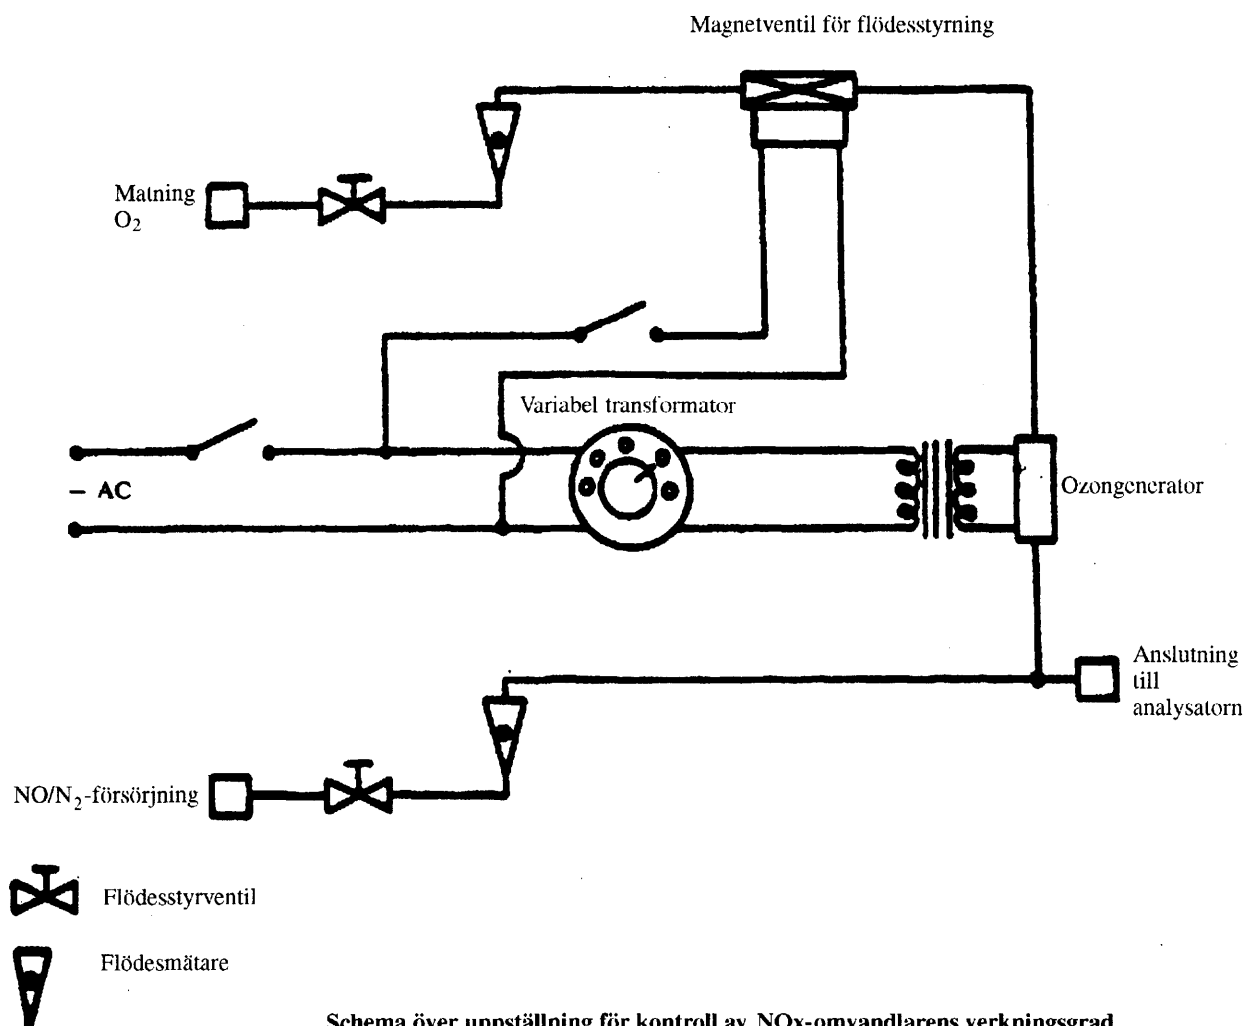 Magnetventil för flödesstyrning
Matning
O2
Variabel transformator
– AC
Ozongenerator
Anslutning
till
analysatorn
NO/N2-försörjning
Flödesstyrventil
Flödesmätare
Schema över uppställning för kontroll av NOx-omvandlarens verkningsgrad